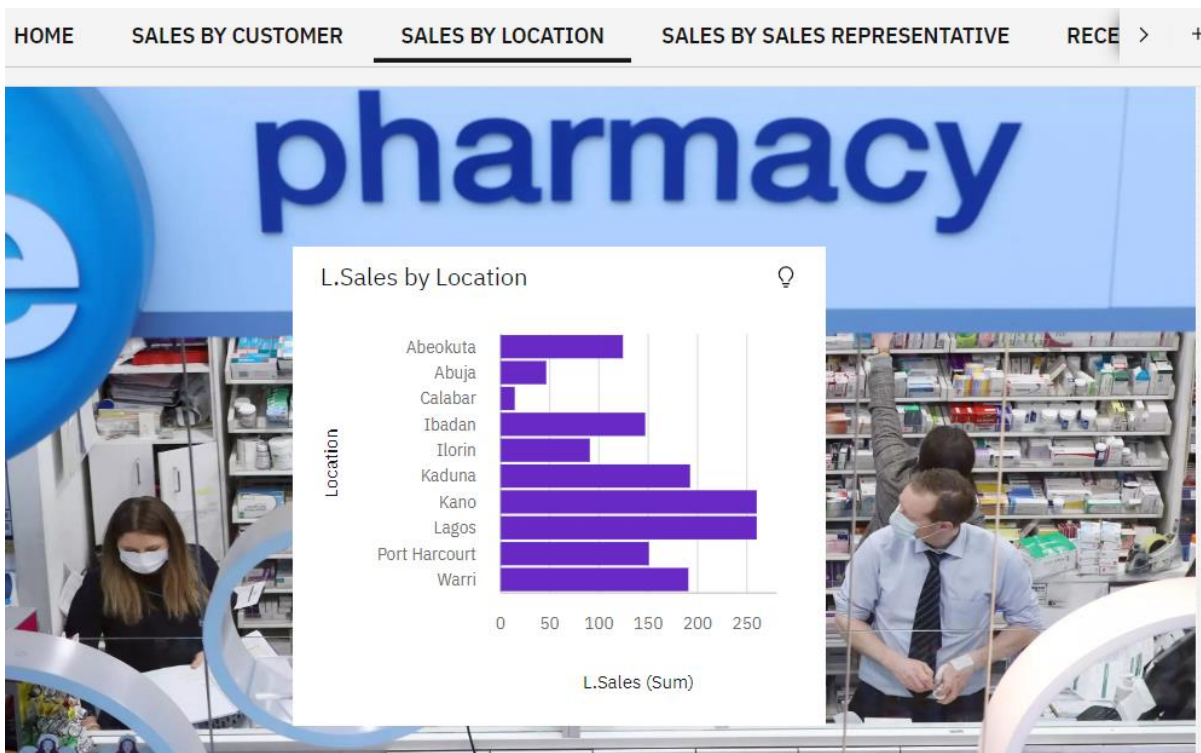 HOME SALES BY CUSTOMER SALES BY LOCATION SALES BY SALES REPRESENTATIVE RECE > +
e
pharmacy
L.Sales by Location
Location
Abeokuta
Abuja
Calabar
Ibadan
Ilorin
Kaduna
Kano
Lagos
Port Harcourt
Warri
0 50 100 150 200 250
L.Sales (Sum)